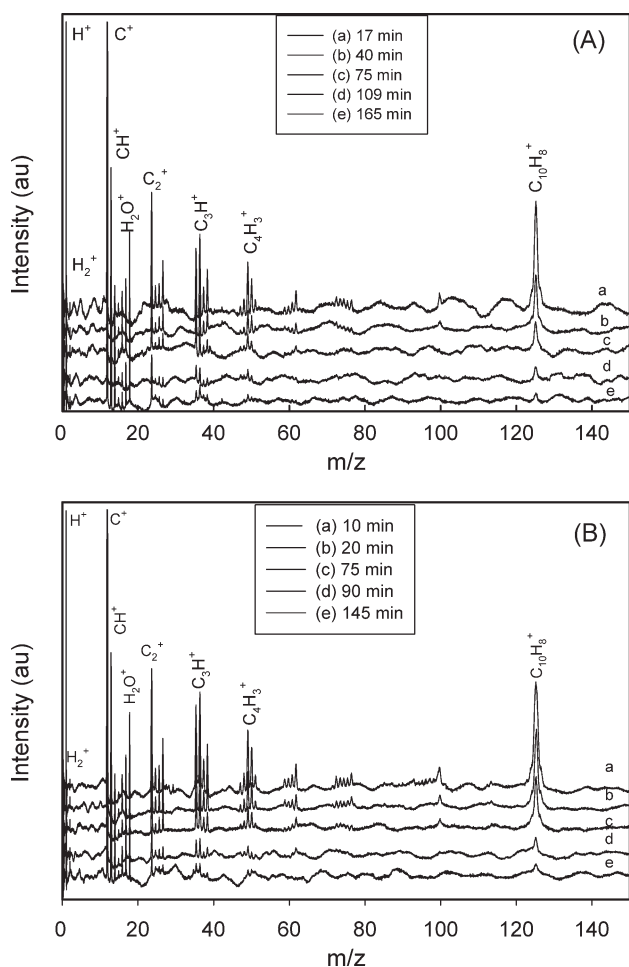 H⁺ C⁺ (A)
(a) 17 min
(b) 40 min
(c) 75 min
(d) 109 min
(e) 165 min
CH⁺
H₂O⁺
C₂⁺
C₃H⁺
C₄H₃⁺
C₁₀H₈⁺
H₂⁺
a
b
c
d
e
Intensity (au)
0 20 40 60 80 100 120 140
m/z
H⁺ C⁺ (B)
(a) 10 min
(b) 20 min
(c) 75 min
(d) 90 min
(e) 145 min
CH⁺
H₂O⁺
C₂⁺
C₃H⁺
C₄H₃⁺
C₁₀H₈⁺
H₂⁺
a
b
c
d
e
Intensity (au)
0 20 40 60 80 100 120 140
m/z